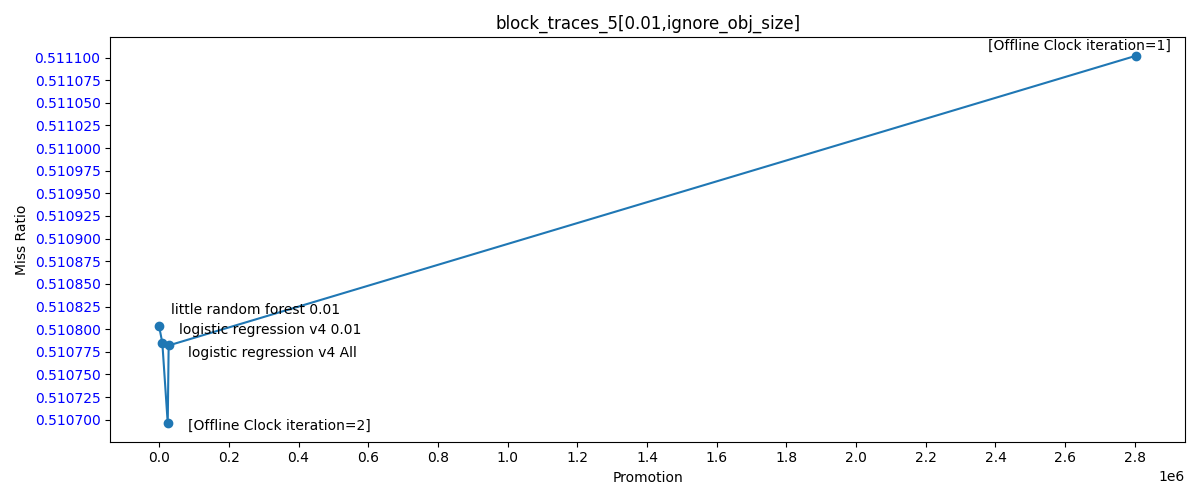 block_traces_5[0.01,ignore_obj_size]
[Offline Clock iteration=1]
0.511100
0.511075
0.511050
0.511025
0.511000
0.510975
0.510950
0.510925
0.510900
0.510875
0.510850
0.510825
0.510800
0.510775
0.510750
0.510725
0.510700
Miss Ratio
little random forest 0.01
logistic regression v4 0.01
logistic regression v4 All
[Offline Clock iteration=2]
0.0 0.2 0.4 0.6 0.8 1.0 1.2 1.4 1.6 1.8 2.0 2.2 2.4 2.6 2.8
Promotion
1e6